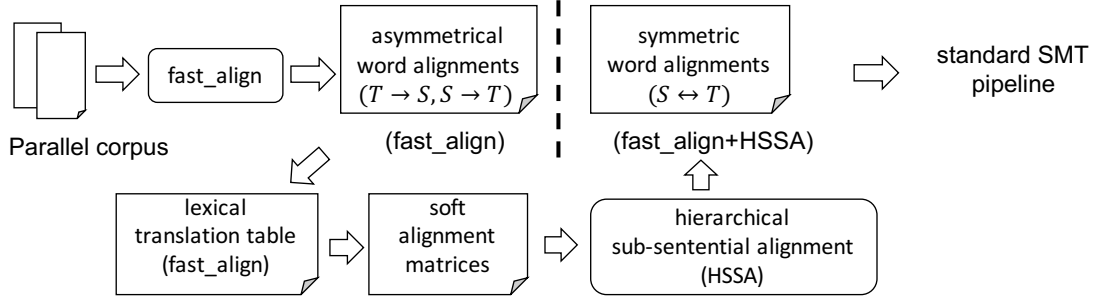 fast_align
asymmetrical
word alignments
(T → S, S → T)
symmetric
word alignments
(S ↔ T)
standard SMT
pipeline
Parallel corpus
(fast_align)
(fast_align+HSSA)
lexical
translation table
(fast_align)
soft
alignment
matrices
hierarchical
sub-sentential alignment
(HSSA)